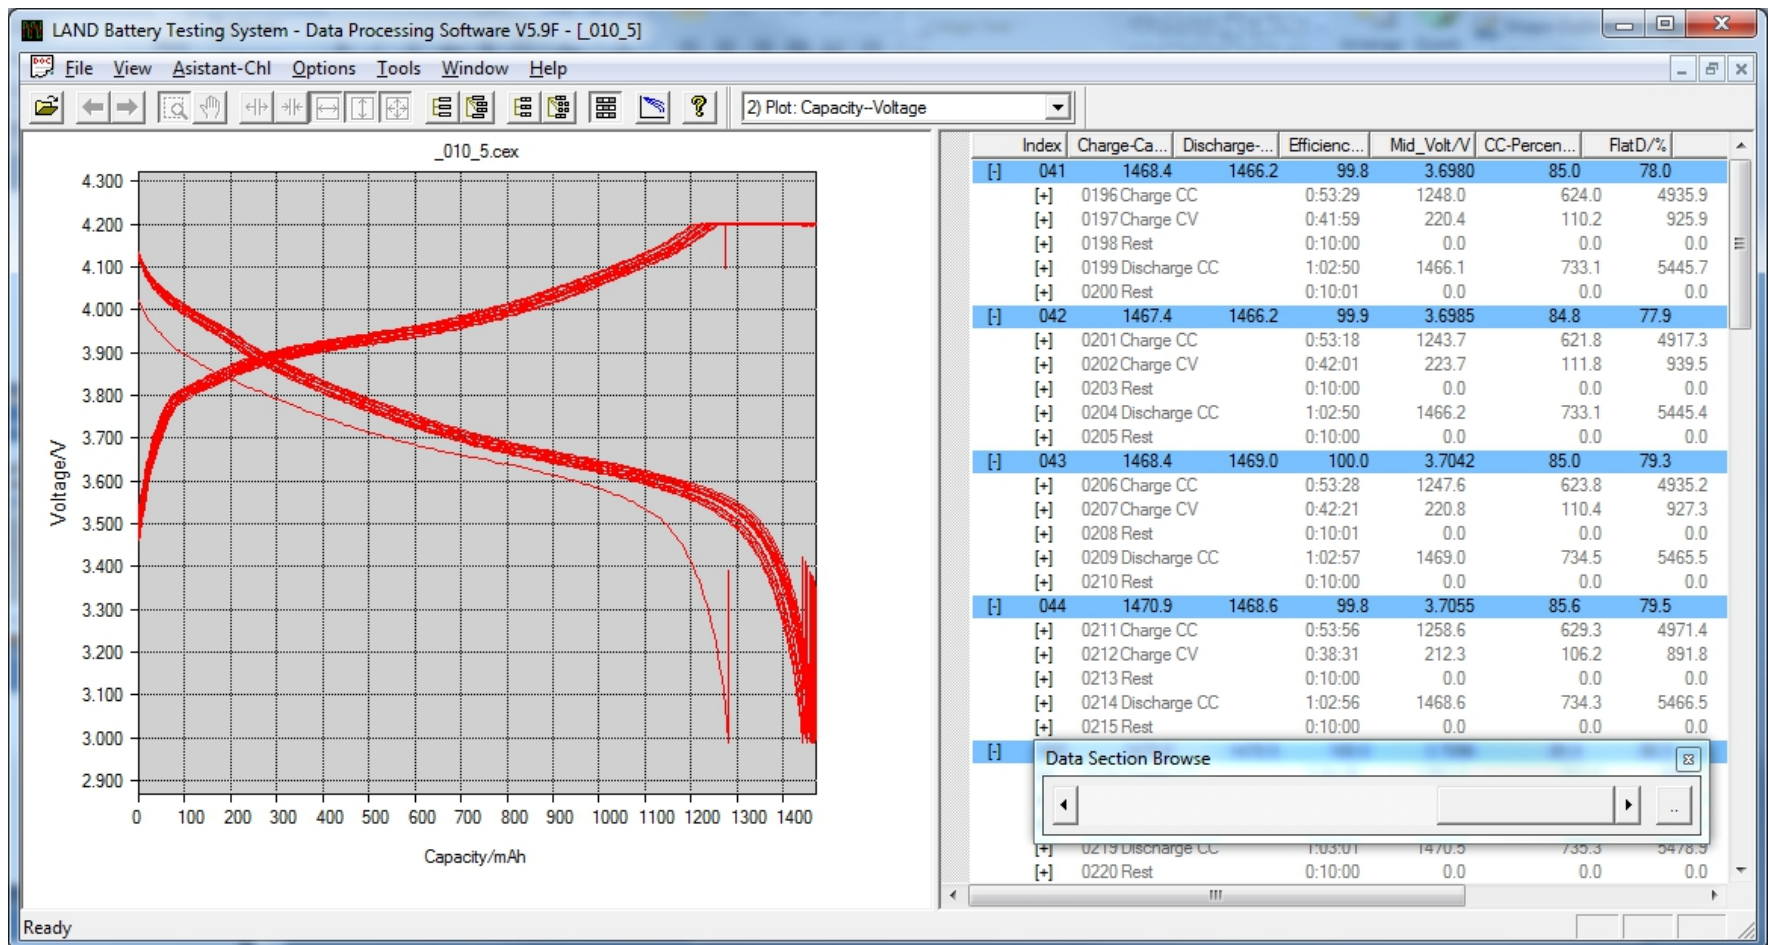 LAND Battery Testing System - Data Processing Software V5.9F - [_010_5]
File View Asistant-Chl Options Tools Window Help
2) Plot: Capacity--Voltage
_010_5.cex
4.300
4.200
4.100
4.000
3.900
3.800
3.700
3.600
3.500
3.400
3.300
3.200
3.100
3.000
2.900
Voltage/V
0 100 200 300 400 500 600 700 800 900 1000 1100 1200 1300 1400
Capacity/mAh
Index Charge-Ca... Discharge-... Efficienc... Mid_Volt/V CC-Percen... FlatD/%
[-] 041 1468.4 1466.2 99.8 3.6980 85.0 78.0
[+] 0196 Charge CC 0:53:29 1248.0 624.0 4935.9
[+] 0197 Charge CV 0:41:59 220.4 110.2 925.9
[+] 0198 Rest 0:10:00 0.0 0.0 0.0
[+] 0199 Discharge CC 1:02:50 1466.1 733.1 5445.7
[+] 0200 Rest 0:10:01 0.0 0.0 0.0
[-] 042 1467.4 1466.2 99.9 3.6985 84.8 77.9
[+] 0201 Charge CC 0:53:18 1243.7 621.8 4917.3
[+] 0202 Charge CV 0:42:01 223.7 111.8 939.5
[+] 0203 Rest 0:10:00 0.0 0.0 0.0
[+] 0204 Discharge CC 1:02:50 1466.2 733.1 5445.4
[+] 0205 Rest 0:10:00 0.0 0.0 0.0
[-] 043 1468.4 1469.0 100.0 3.7042 85.0 79.3
[+] 0206 Charge CC 0:53:28 1247.6 623.8 4935.2
[+] 0207 Charge CV 0:42:21 220.8 110.4 927.3
[+] 0208 Rest 0:10:01 0.0 0.0 0.0
[+] 0209 Discharge CC 1:02:57 1469.0 734.5 5465.5
[+] 0210 Rest 0:10:00 0.0 0.0 0.0
[-] 044 1470.9 1468.6 99.8 3.7055 85.6 79.5
[+] 0211 Charge CC 0:53:56 1258.6 629.3 4971.4
[+] 0212 Charge CV 0:38:31 212.3 106.2 891.8
[+] 0213 Rest 0:10:00 0.0 0.0 0.0
[+] 0214 Discharge CC 1:02:56 1468.6 734.3 5466.5
[+] 0215 Rest 0:10:00 0.0 0.0 0.0
[-]
Data Section Browse
..
[+] 0219 Discharge CC 1:03:01 1470.5 735.3 5478.9
[+] 0220 Rest 0:10:00 0.0 0.0 0.0
Ready